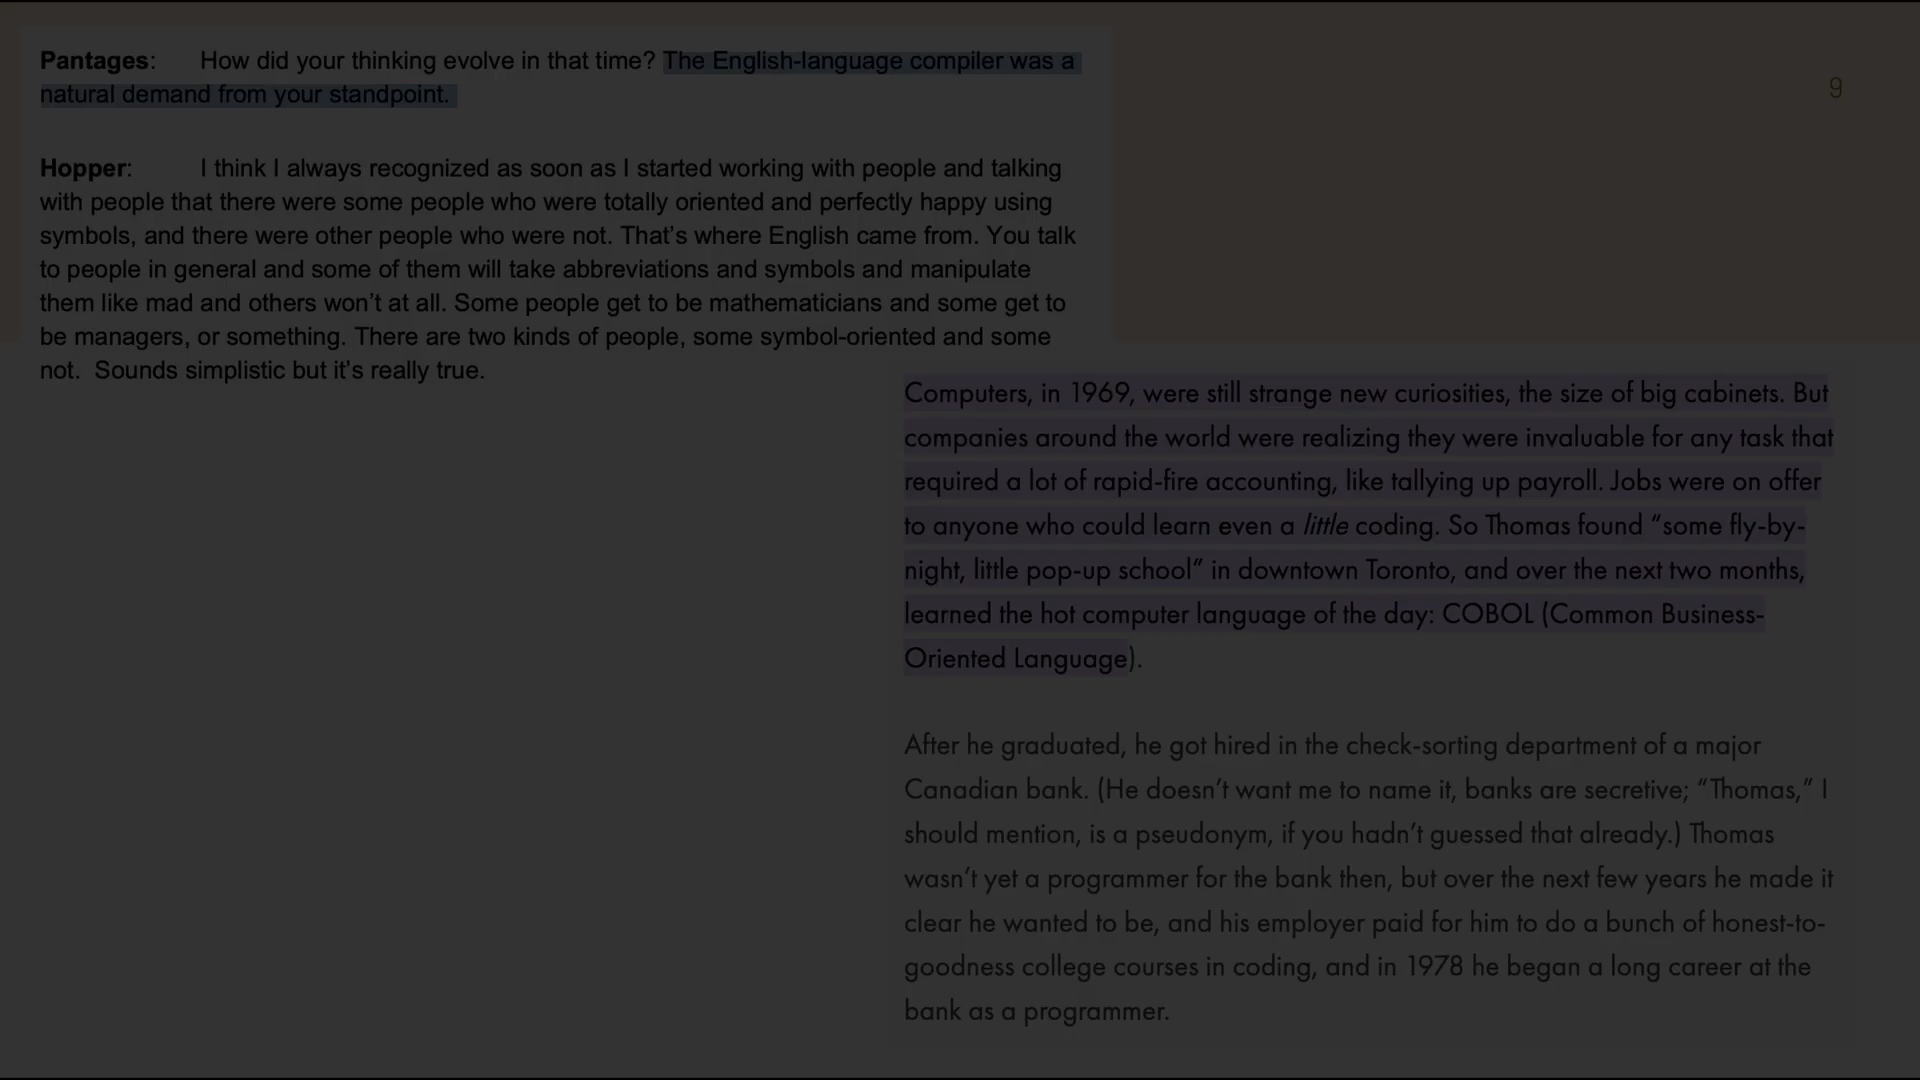 Pantages: How did your thinking evolve in that time? The English-language compiler was a
natural demand from your standpoint.
9
Hopper: I think I always recognized as soon as I started working with people and talking
with people that there were some people who were totally oriented and perfectly happy using
symbols, and there were other people who were not. That’s where English came from. You talk
to people in general and some of them will take abbreviations and symbols and manipulate
them like mad and others won’t at all. Some people get to be mathematicians and some get to
be managers, or something. There are two kinds of people, some symbol-oriented and some
not. Sounds simplistic but it’s really true.
Computers, in 1969, were still strange new curiosities, the size of big cabinets. But
companies around the world were realizing they were invaluable for any task that
required a lot of rapid-fire accounting, like tallying up payroll. Jobs were on offer
to anyone who could learn even a little coding. So Thomas found “some fly-by-
night, little pop-up school” in downtown Toronto, and over the next two months,
learned the hot computer language of the day: COBOL (Common Business-
Oriented Language).
After he graduated, he got hired in the check-sorting department of a major
Canadian bank. (He doesn’t want me to name it, banks are secretive; “Thomas,” I
should mention, is a pseudonym, if you hadn’t guessed that already.) Thomas
wasn’t yet a programmer for the bank then, but over the next few years he made it
clear he wanted to be, and his employer paid for him to do a bunch of honest-to-
goodness college courses in coding, and in 1978 he began a long career at the
bank as a programmer.